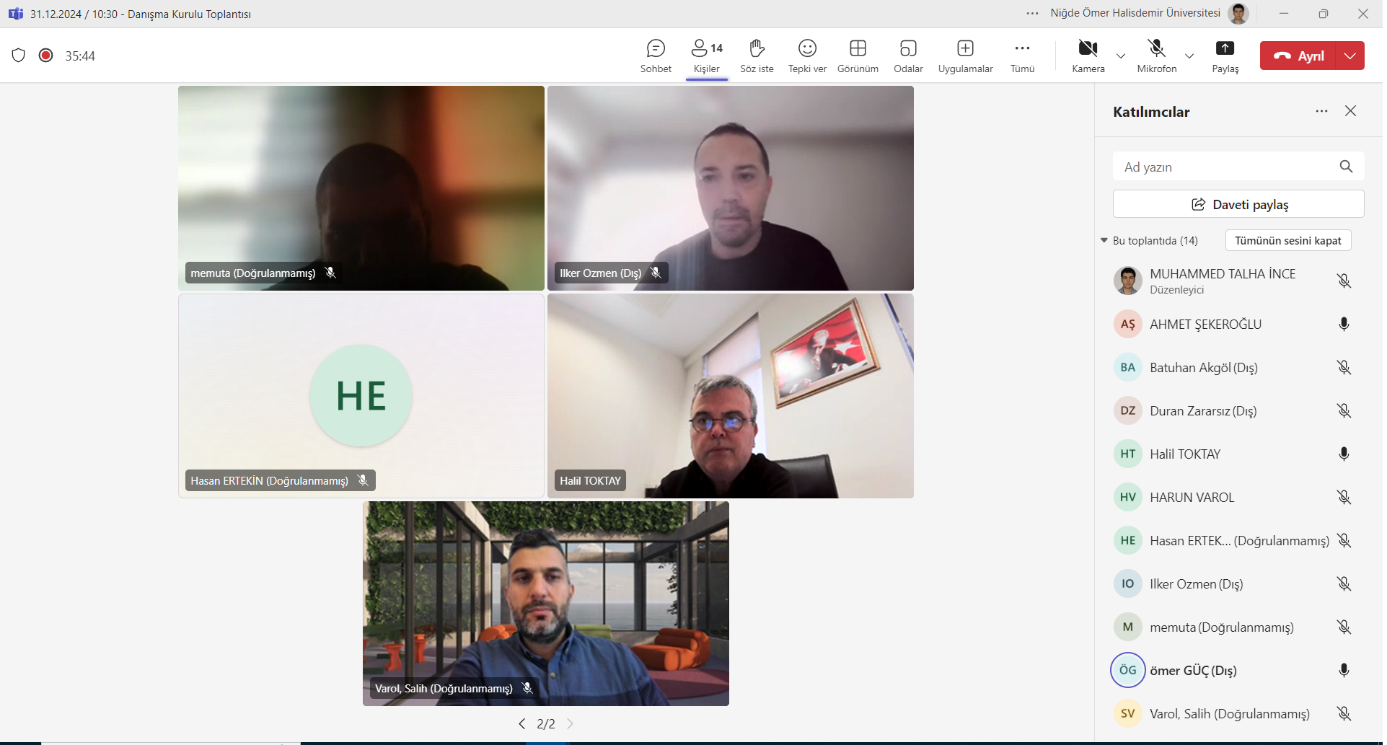 31.12.2024 / 10:30 - Danışma Kurulu Toplantısı
Niğde Ömer Halisdemir Üniversitesi
35:44
Sohbet
14
Kişiler
Söz iste
Tepki ver
Görünüm
Odalar
Uygulamalar
Tümü
Kamera
Mikrofon
Paylaş
Ayrıl
memuta (Doğrulanmamış)
Ilker Ozmen (Dış)
HE
Hasan ERTEKİN (Doğrulanmamış)
Halil TOKTAY
Varol, Salih (Doğrulanmamış)
2/2
Katılımcılar
Ad yazın
Daveti paylaş
Bu toplantıda (14)
Tümünün sesini kapat
MUHAMMED TALHA İNCE
Düzenleyici
AŞ AHMET ŞEKEROĞLU
BA Batuhan Akgöl (Dış)
DZ Duran Zararsız (Dış)
HT Halil TOKTAY
HV HARUN VAROL
HE Hasan ERTEK... (Doğrulanmamış)
IO Ilker Ozmen (Dış)
M memuta (Doğrulanmamış)
ÖG ömer GÜÇ (Dış)
SV Varol, Salih (Doğrulanmamış)